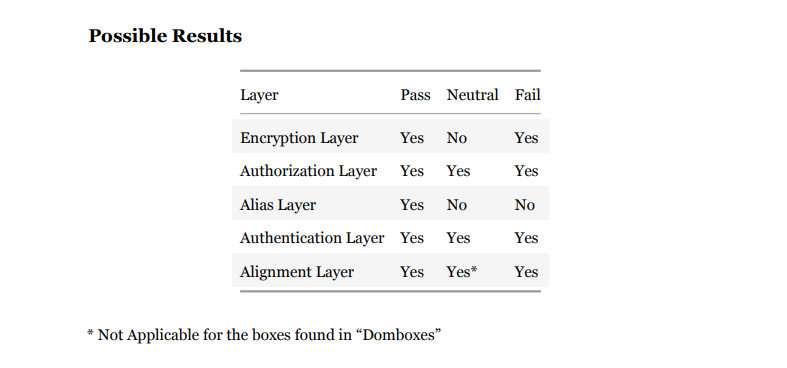 Possible Results
Layer Pass Neutral Fail
Encryption Layer Yes No Yes
Authorization Layer Yes Yes Yes
Alias Layer Yes No No
Authentication Layer Yes Yes Yes
Alignment Layer Yes Yes* Yes
* Not Applicable for the boxes found in “Domboxes”